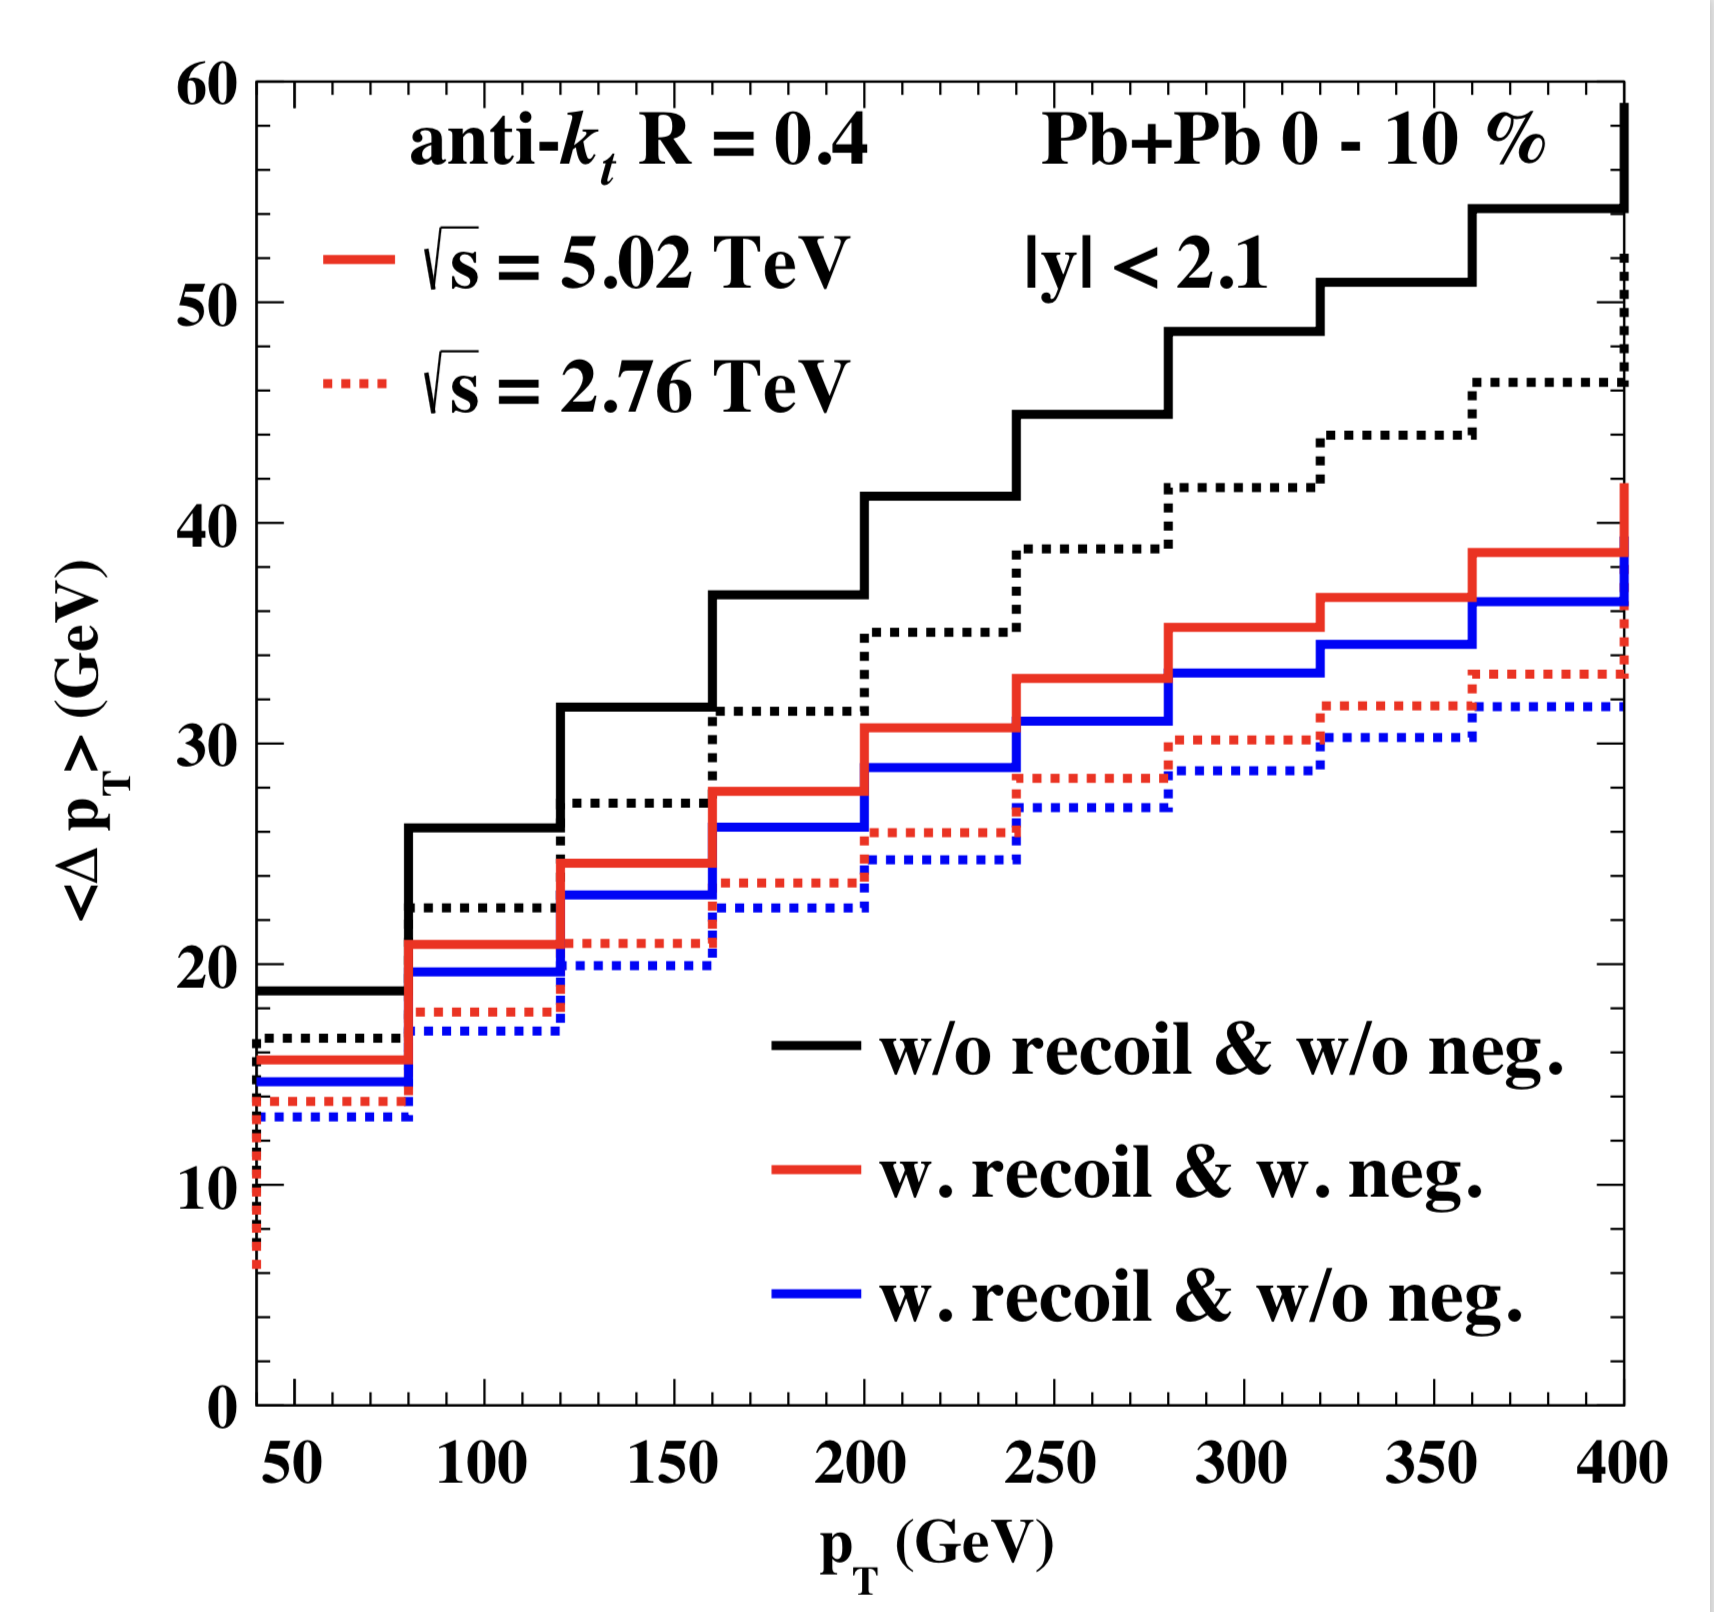 60
anti-k_t R = 0.4 Pb+Pb 0 - 10 %
√s = 5.02 TeV |y| < 2.1
50
√s = 2.76 TeV
40
<Δ p_T> (GeV)
30
20
w/o recoil & w/o neg.
w. recoil & w. neg.
10
w. recoil & w/o neg.
0
50 100 150 200 250 300 350 400
p_T (GeV)